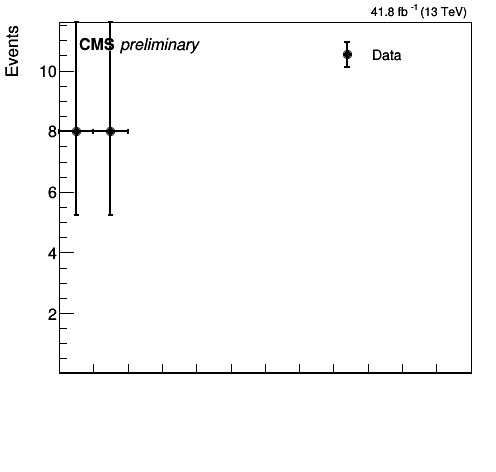 41.8 fb⁻¹ (13 TeV)
Events
CMS preliminary
Data
10
8
6
4
2